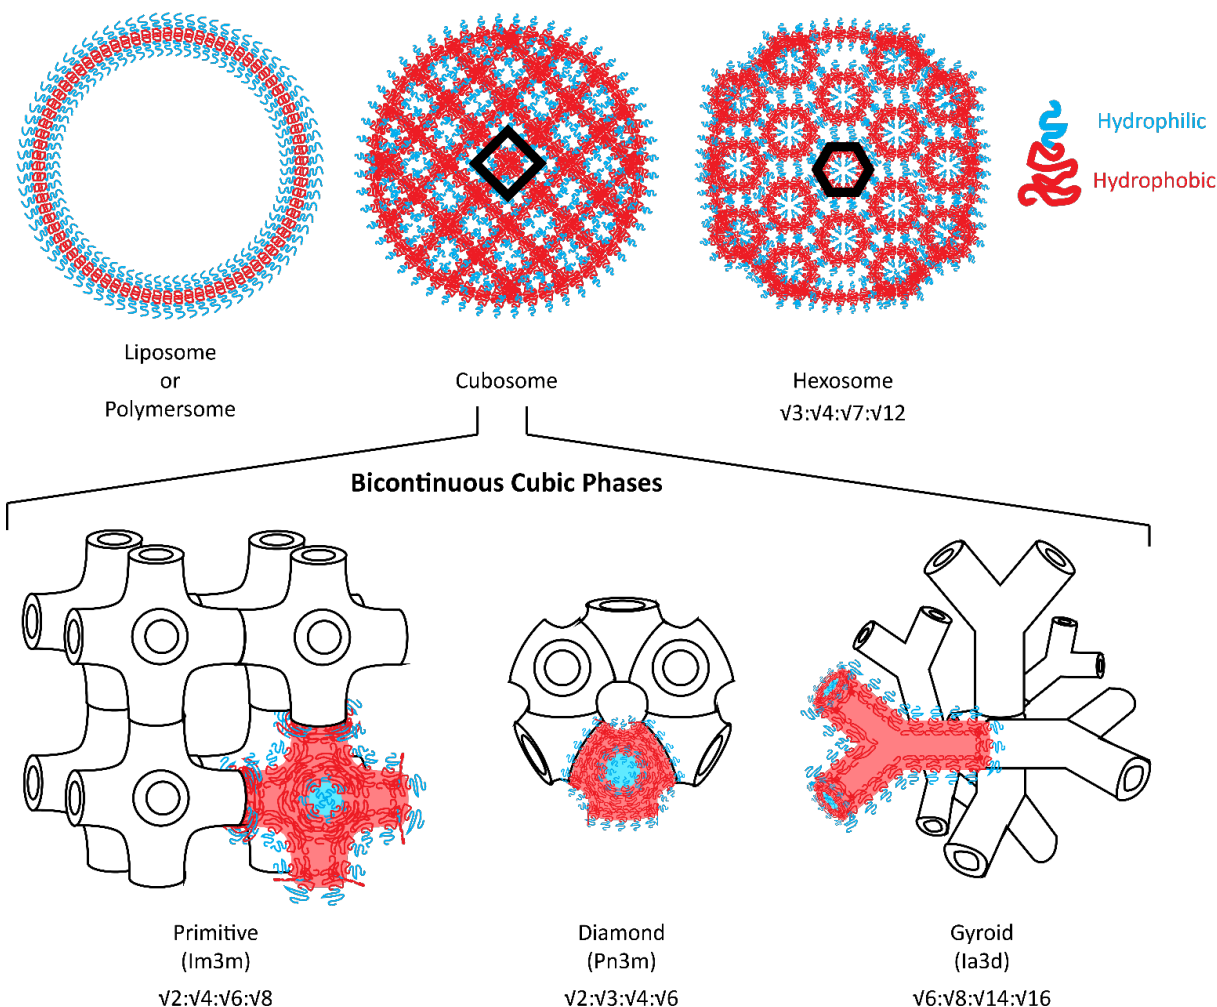 Hydrophilic
Hydrophobic
Liposome
or
Polymersome
Cubosome
Hexosome
√3:√4:√7:√12
Bicontinuous Cubic Phases
Primitive
(Im3m)
√2:√4:√6:√8
Diamond
(Pn3m)
√2:√3:√4:√6
Gyroid
(Ia3d)
√6:√8:√14:√16